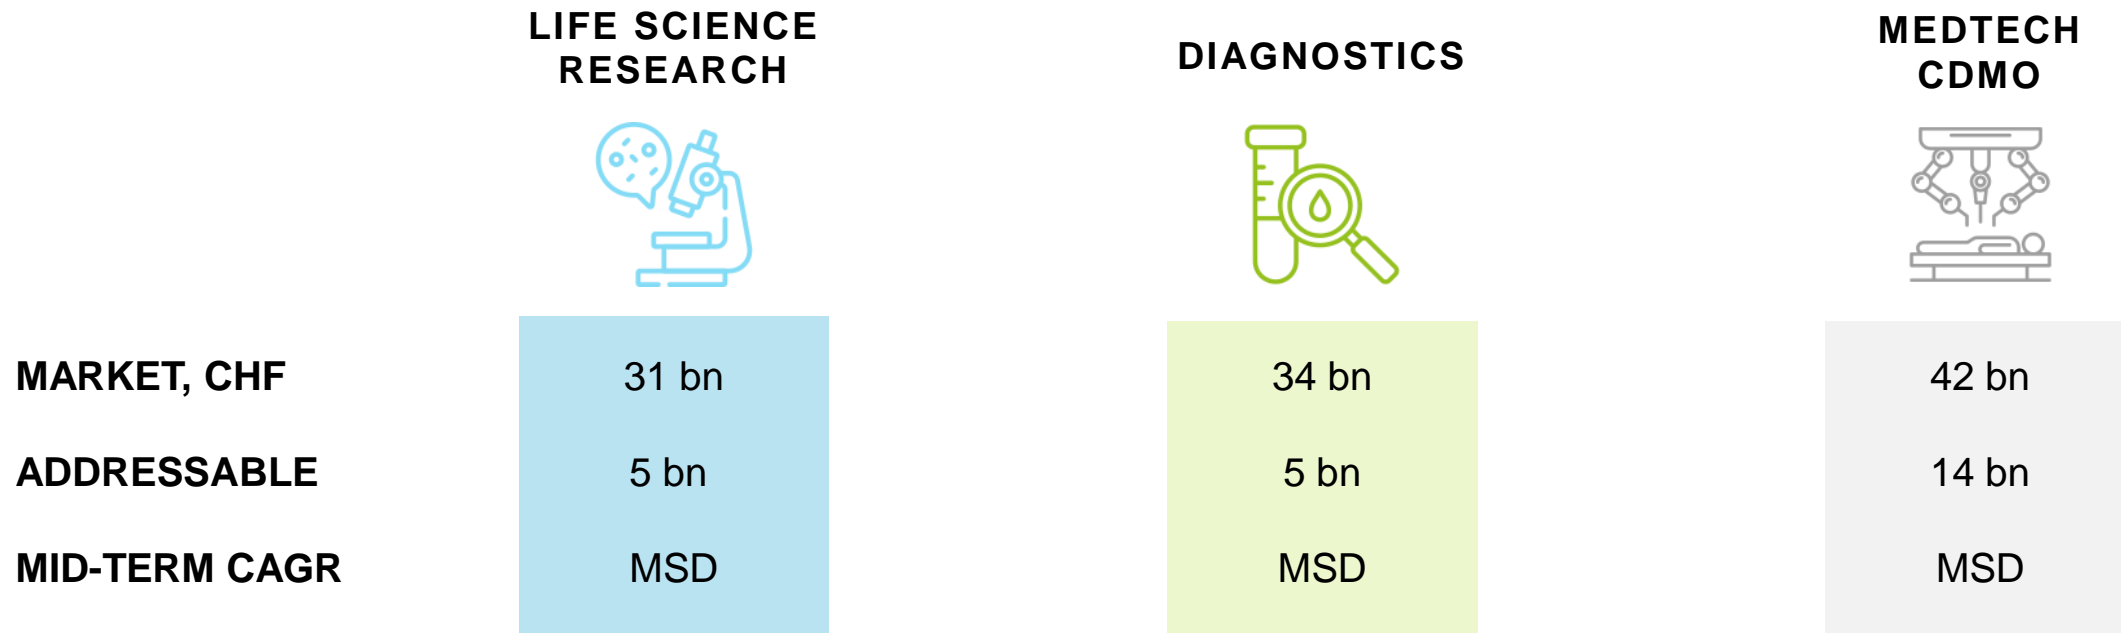 LIFE SCIENCE
RESEARCH
DIAGNOSTICS
MEDTECH
CDMO
MARKET, CHF 31 bn 34 bn 42 bn
ADDRESSABLE 5 bn 5 bn 14 bn
MID-TERM CAGR MSD MSD MSD